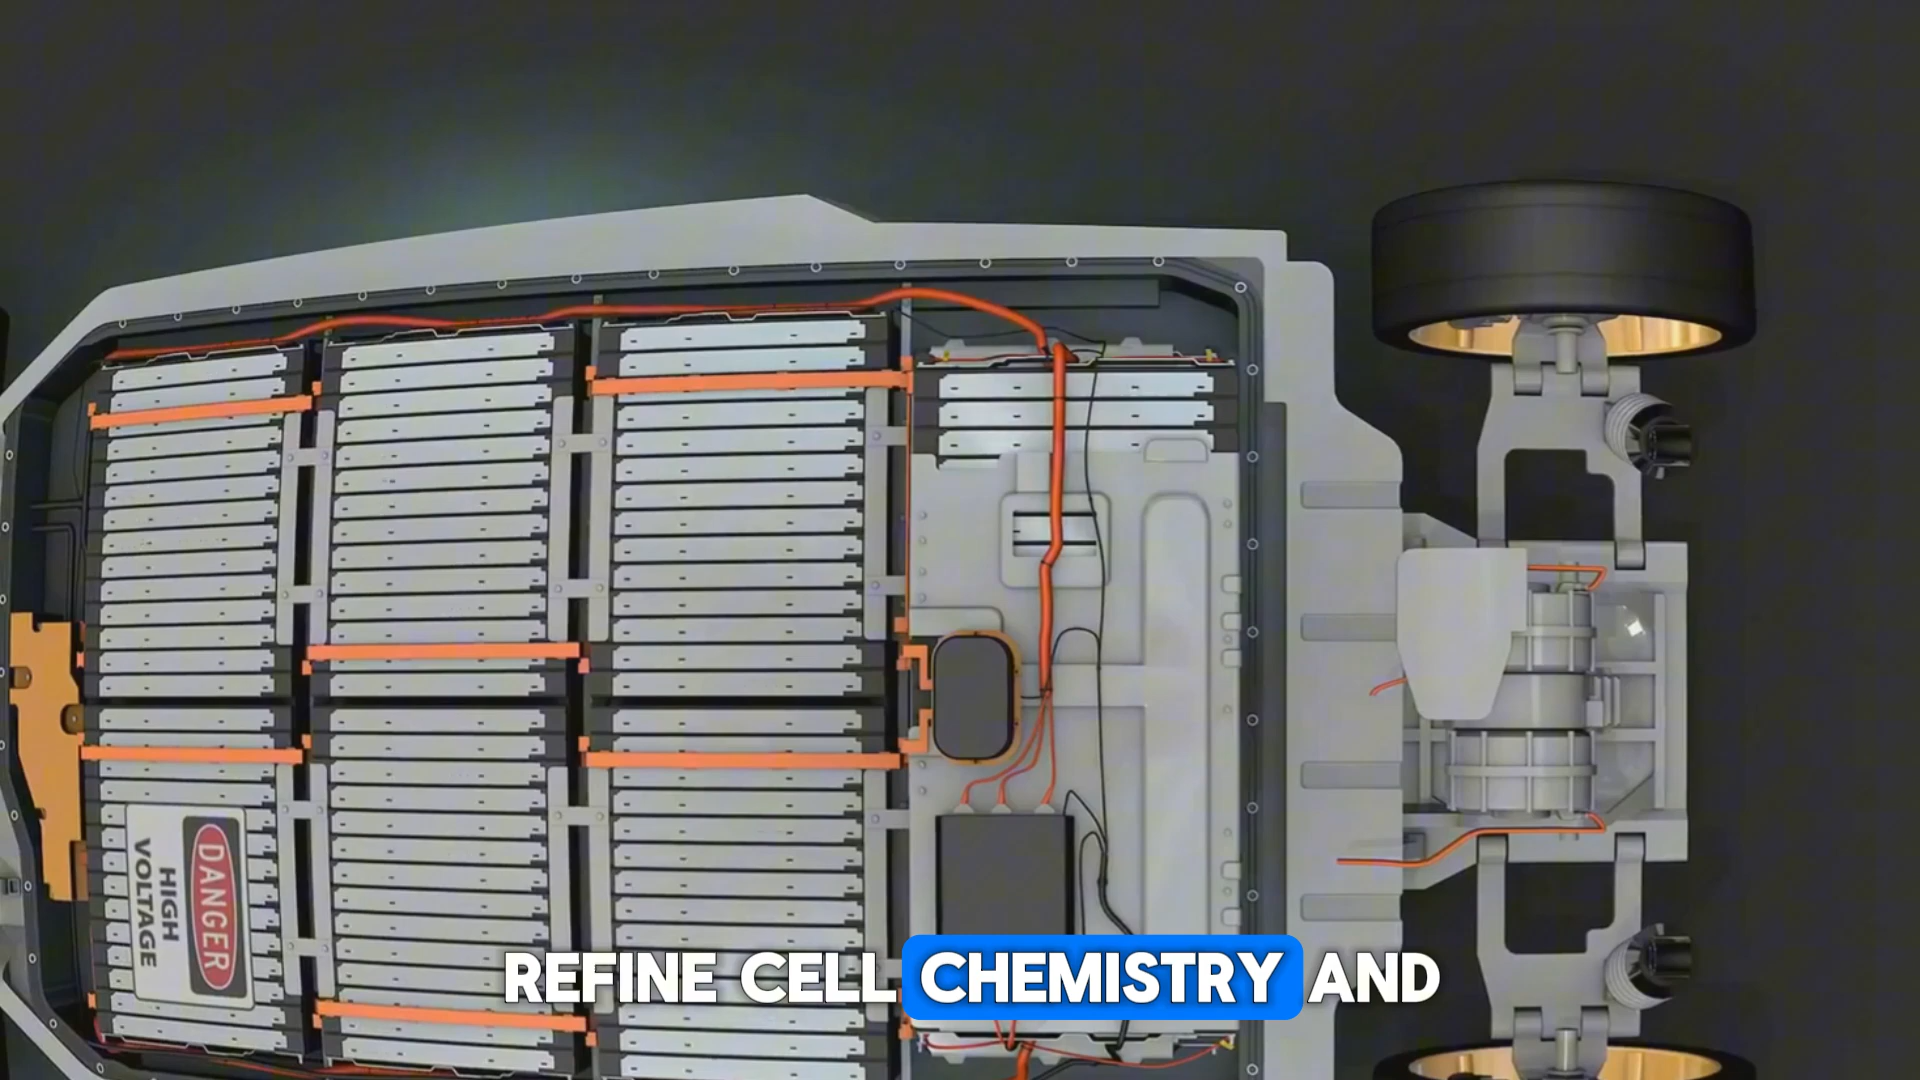 DANGER
HIGH
VOLTAGE
REFINE CELL CHEMISTRY AND